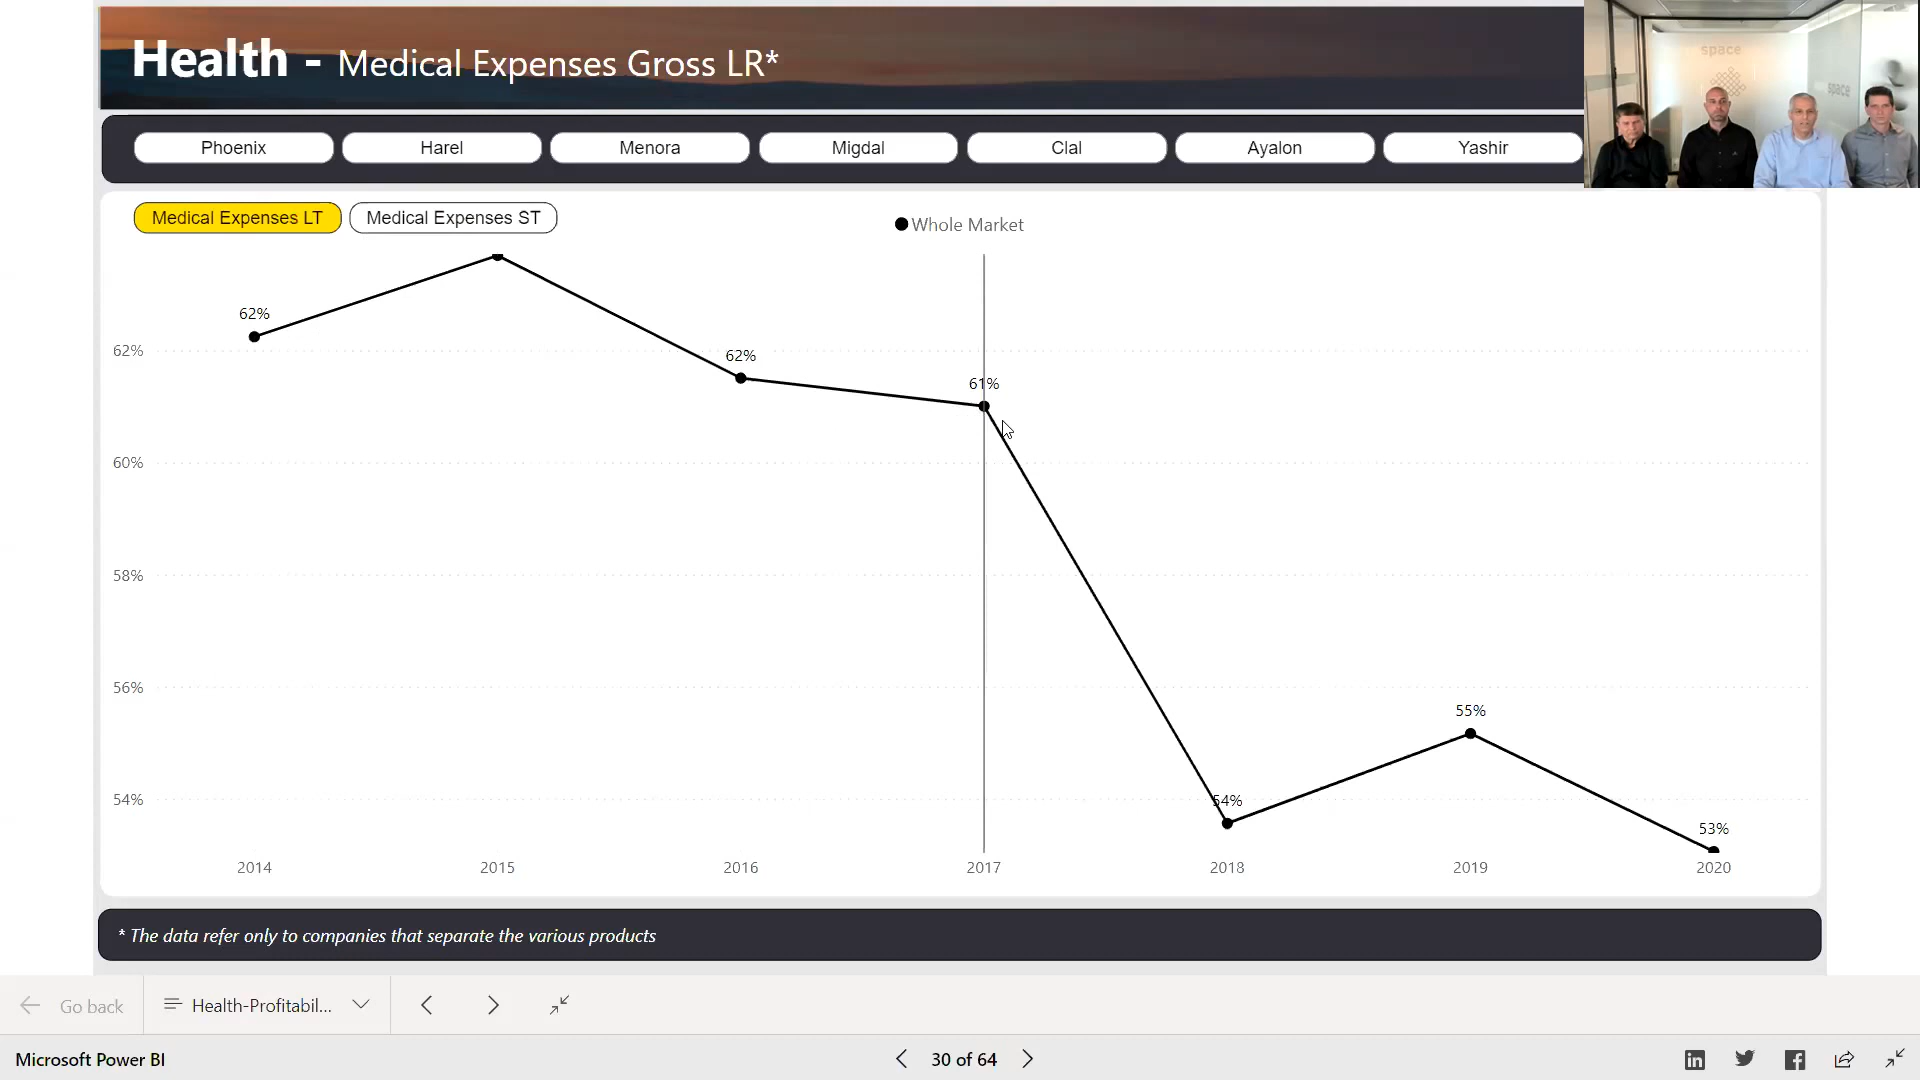 Health - Medical Expenses Gross LR*
space
space
Phoenix
Harel
Menora
Migdal
Clal
Ayalon
Yashir
Medical Expenses LT
Medical Expenses ST
Whole Market
62%
62%
61%
55%
54%
53%
62%
60%
58%
56%
54%
2014
2015
2016
2017
2018
2019
2020
* The data refer only to companies that separate the various products
Go back
Health-Profitabil...
Microsoft Power BI
30 of 64